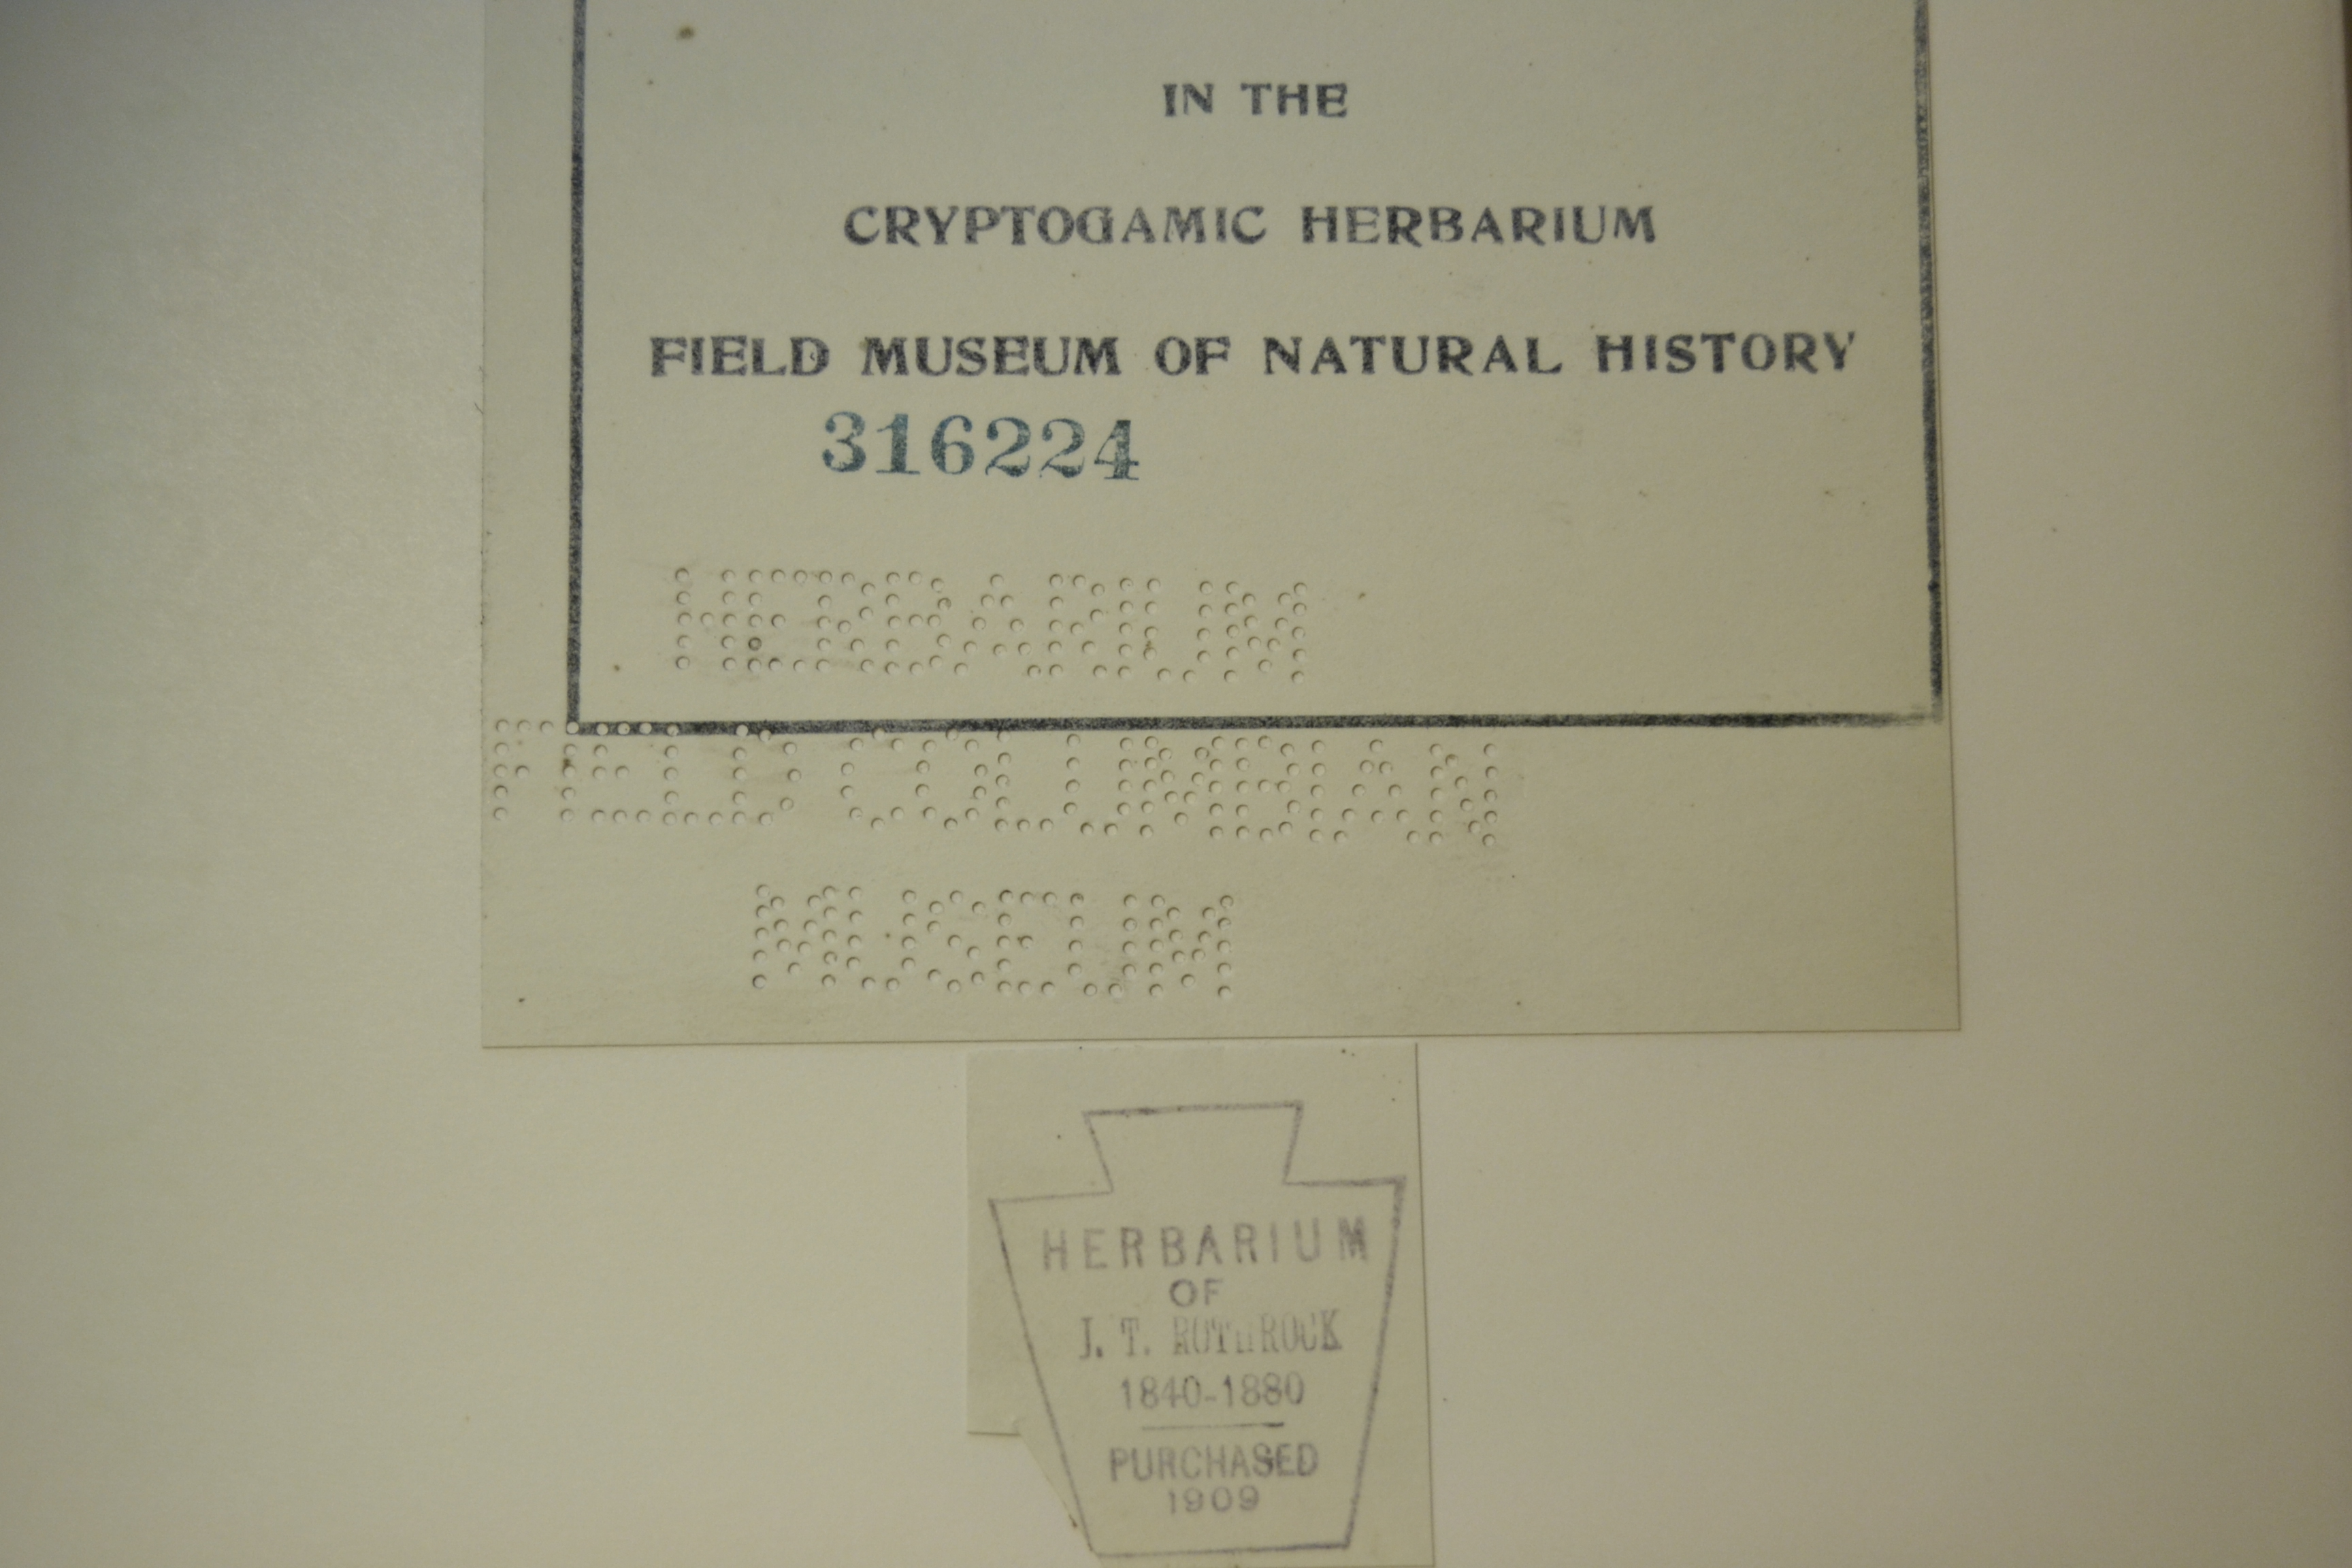 IN THE
CRYPTOGAMIC HERBARIUM
FIELD MUSEUM OF NATURAL HISTORY
316224
HERBARIUM
FIELD COLUMBIAN
MUSEUM
HERBARIUM
OF
J. T. ROTHROCK
1840-1880
PURCHASED
1909